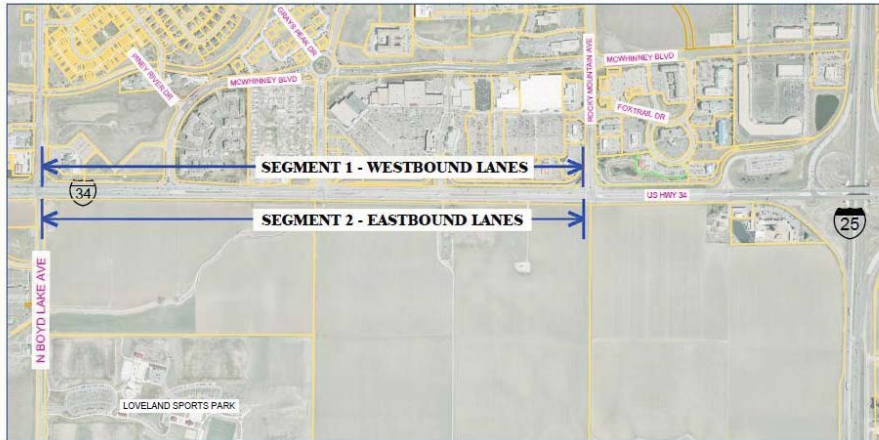 GRAYS PEAK DR
PINEY RIVER DR
MCWHINNEY BLVD
ROCKY MOUNTAIN AVE
MCWHINNEY BLVD
FOXTRAIL DR
SEGMENT 1 - WESTBOUND LANES
34
US HWY 34
SEGMENT 2 - EASTBOUND LANES
25
N BOYD LAKE AVE
LOVELAND SPORTS PARK